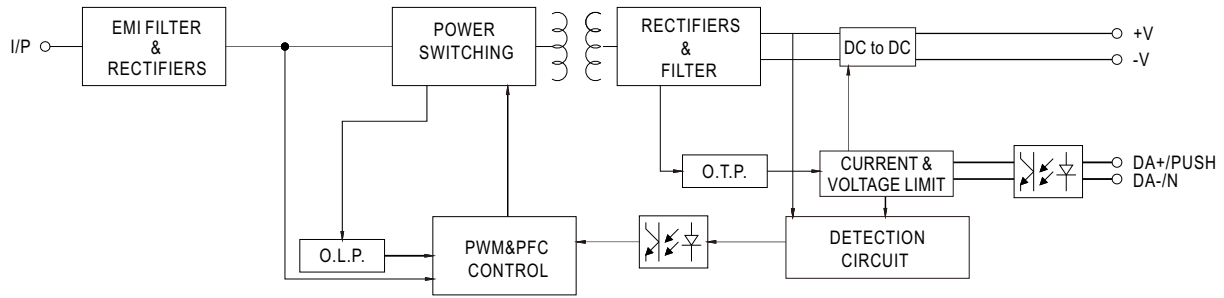 I/P
EMI FILTER
&
RECTIFIERS
POWER
SWITCHING
RECTIFIERS
&
FILTER
DC to DC
+V
-V
O.T.P.
CURRENT &
VOLTAGE LIMIT
DA+/PUSH
DA-/N
O.L.P.
PWM&PFC
CONTROL
DETECTION
CIRCUIT